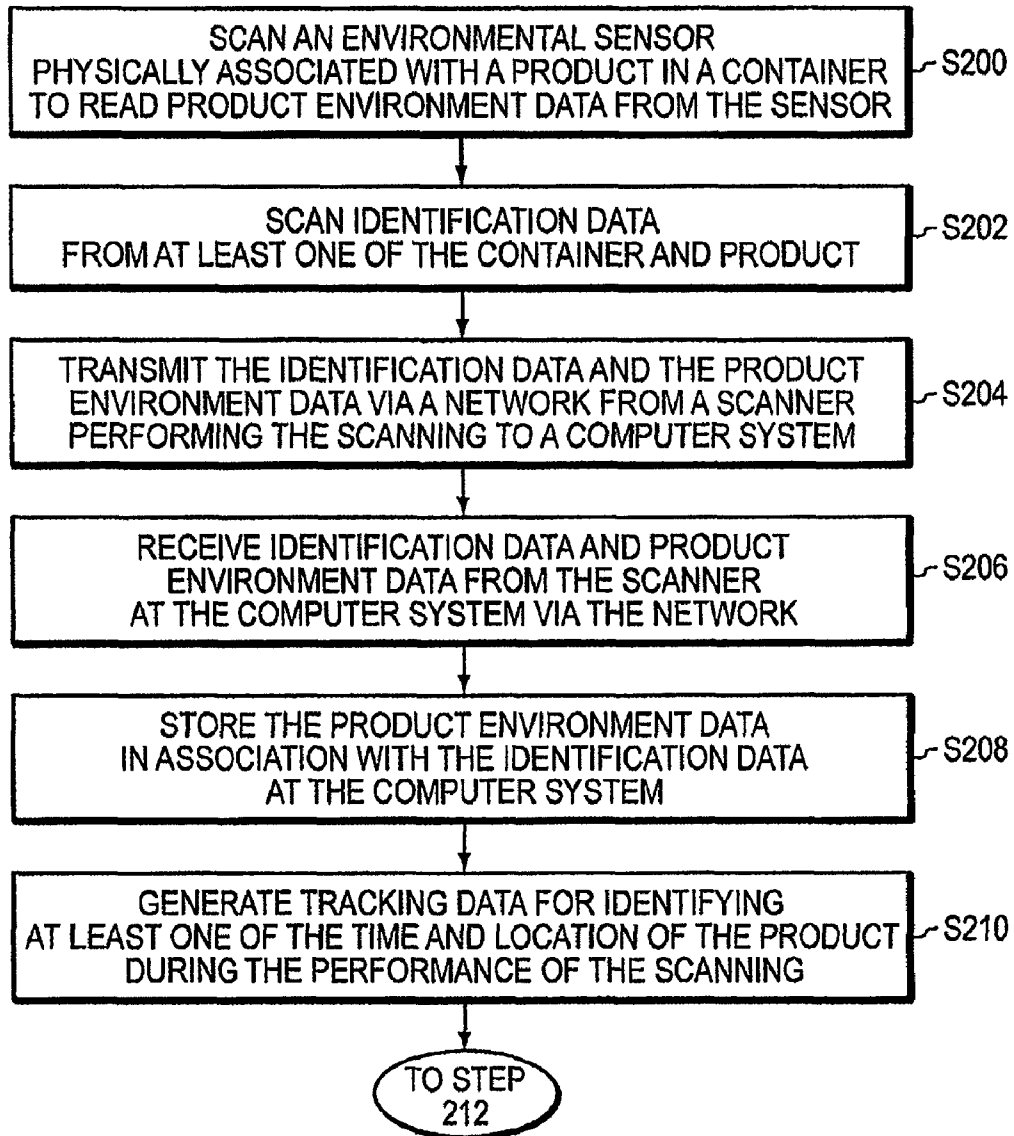 SCAN AN ENVIRONMENTAL SENSOR
PHYSICALLY ASSOCIATED WITH A PRODUCT IN A CONTAINER
TO READ PRODUCT ENVIRONMENT DATA FROM THE SENSOR
S200
SCAN IDENTIFICATION DATA
FROM AT LEAST ONE OF THE CONTAINER AND PRODUCT
S202
TRANSMIT THE IDENTIFICATION DATA AND THE PRODUCT
ENVIRONMENT DATA VIA A NETWORK FROM A SCANNER
PERFORMING THE SCANNING TO A COMPUTER SYSTEM
S204
RECEIVE IDENTIFICATION DATA AND PRODUCT
ENVIRONMENT DATA FROM THE SCANNER
AT THE COMPUTER SYSTEM VIA THE NETWORK
S206
STORE THE PRODUCT ENVIRONMENT DATA
IN ASSOCIATION WITH THE IDENTIFICATION DATA
AT THE COMPUTER SYSTEM
S208
GENERATE TRACKING DATA FOR IDENTIFYING
AT LEAST ONE OF THE TIME AND LOCATION OF THE PRODUCT
DURING THE PERFORMANCE OF THE SCANNING
S210
TO STEP
212